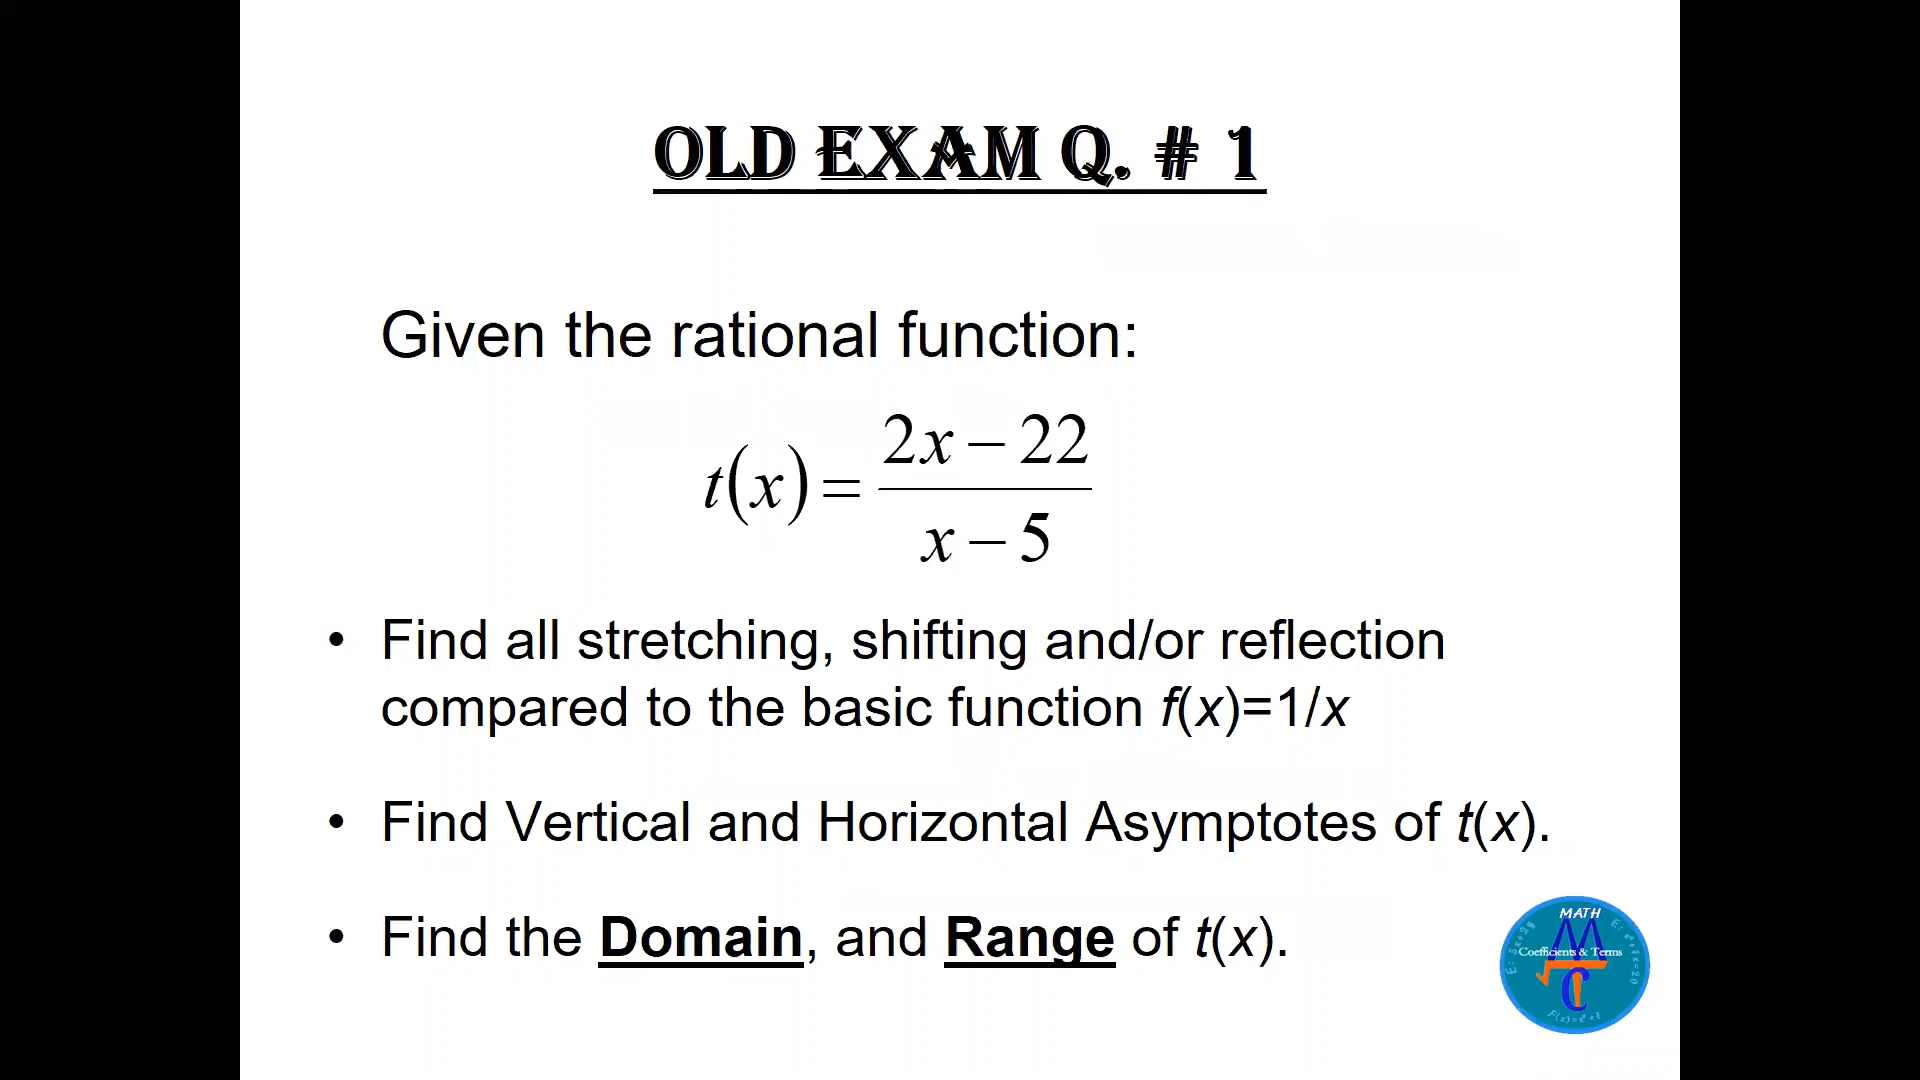 OLD EXAM Q. # 1
Given the rational function:
t(x) = (2x − 22)/(x − 5)
• Find all stretching, shifting and/or reflection
compared to the basic function f(x)=1/x
• Find Vertical and Horizontal Asymptotes of t(x).
• Find the Domain, and Range of t(x).
MATH
Coefficients & Terms